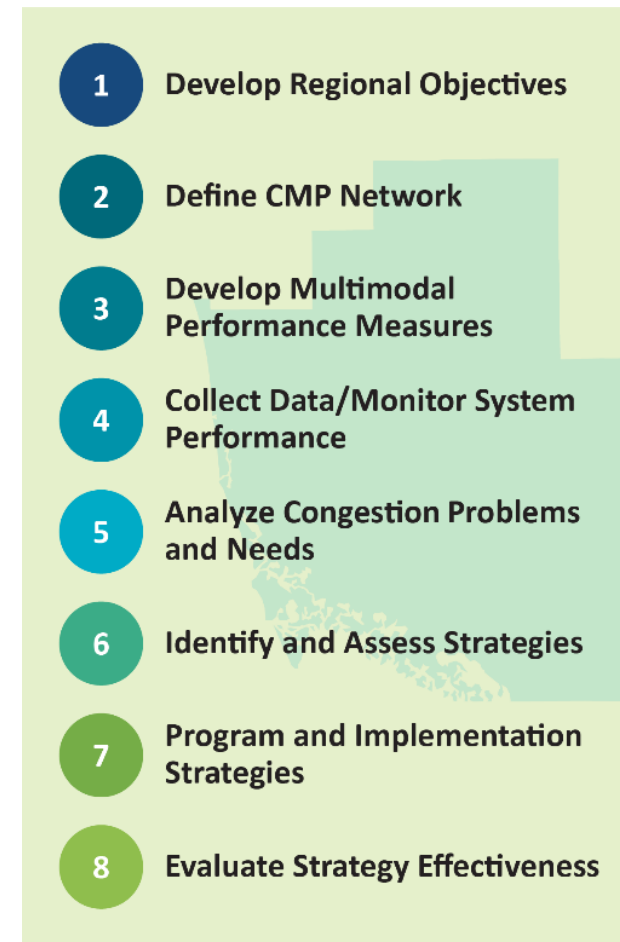 1 Develop Regional Objectives
2 Define CMP Network
3 Develop Multimodal
Performance Measures
4 Collect Data/Monitor System
Performance
5 Analyze Congestion Problems
and Needs
6 Identify and Assess Strategies
7 Program and Implementation
Strategies
8 Evaluate Strategy Effectiveness